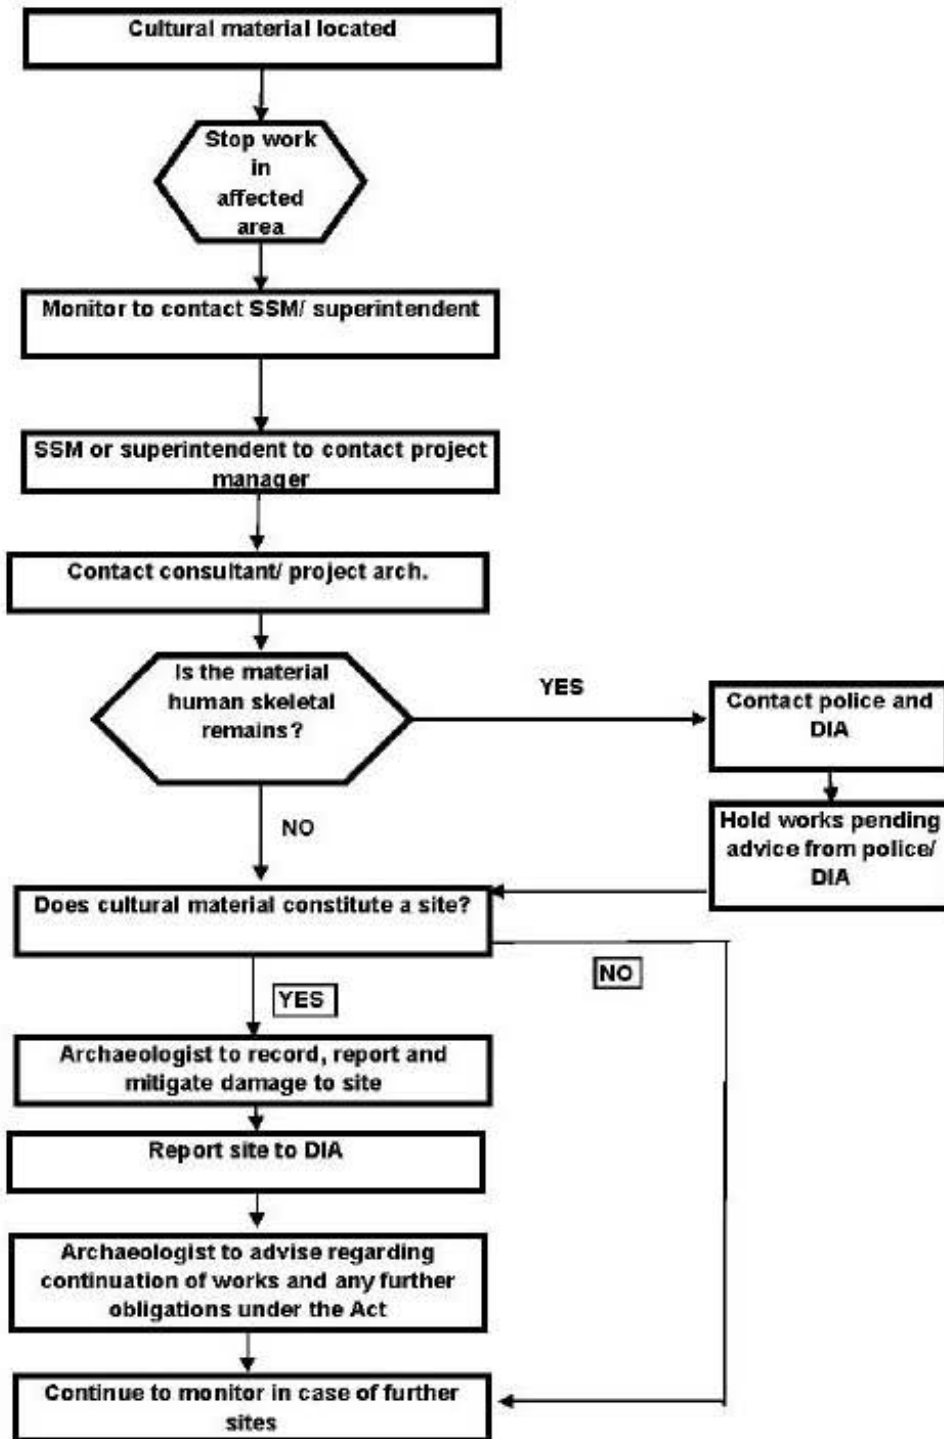 Cultural material located
Stop work
in
affected
area
Monitor to contact SSM/ superintendent
SSM or superintendent to contact project
manager
Contact consultant/ project arch.
Is the material
human skeletal
remains?
YES
Contact police and
DIA
NO
Hold works pending
advice from police/
DIA
Does cultural material constitute a site?
NO
YES
Archaeologist to record, report and
mitigate damage to site
Report site to DIA
Archaeologist to advise regarding
continuation of works and any further
obligations under the Act
Continue to monitor in case of further
sites